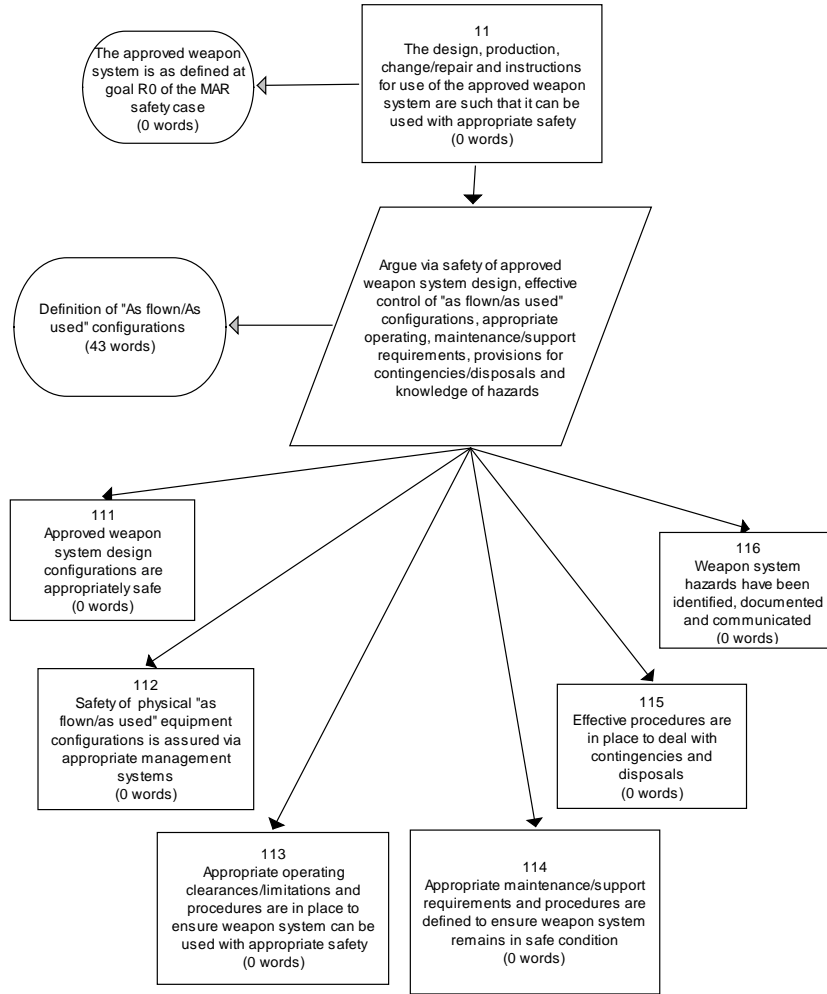 The approved weapon
system is as defined at
goal R0 of the MAR
safety case
(0 words)
11
The design, production,
change/repair and instructions
for use of the approved weapon
system are such that it can be
used with appropriate safety
(0 words)
Definition of "As flown/As
used" configurations
(43 words)
Argue via safety of approved
weapon system design, effective
control of "as flown/as used"
configurations, appropriate
operating, maintenance/support
requirements, provisions for
contingencies/disposals and
knowledge of hazards
111
Approved weapon
system design
configurations are
appropriately safe
(0 words)
116
Weapon system
hazards have been
identified, documented
and communicated
(0 words)
112
Safety of physical "as
flown/as used" equipment
configurations is assured via
appropriate management
systems
(0 words)
115
Effective procedures are
in place to deal with
contingencies and
disposals
(0 words)
113
Appropriate operating
clearances/limitations and
procedures are in place to
ensure weapon system can be
used with appropriate safety
(0 words)
114
Appropriate maintenance/support
requirements and procedures are
defined to ensure weapon system
remains in safe condition
(0 words)